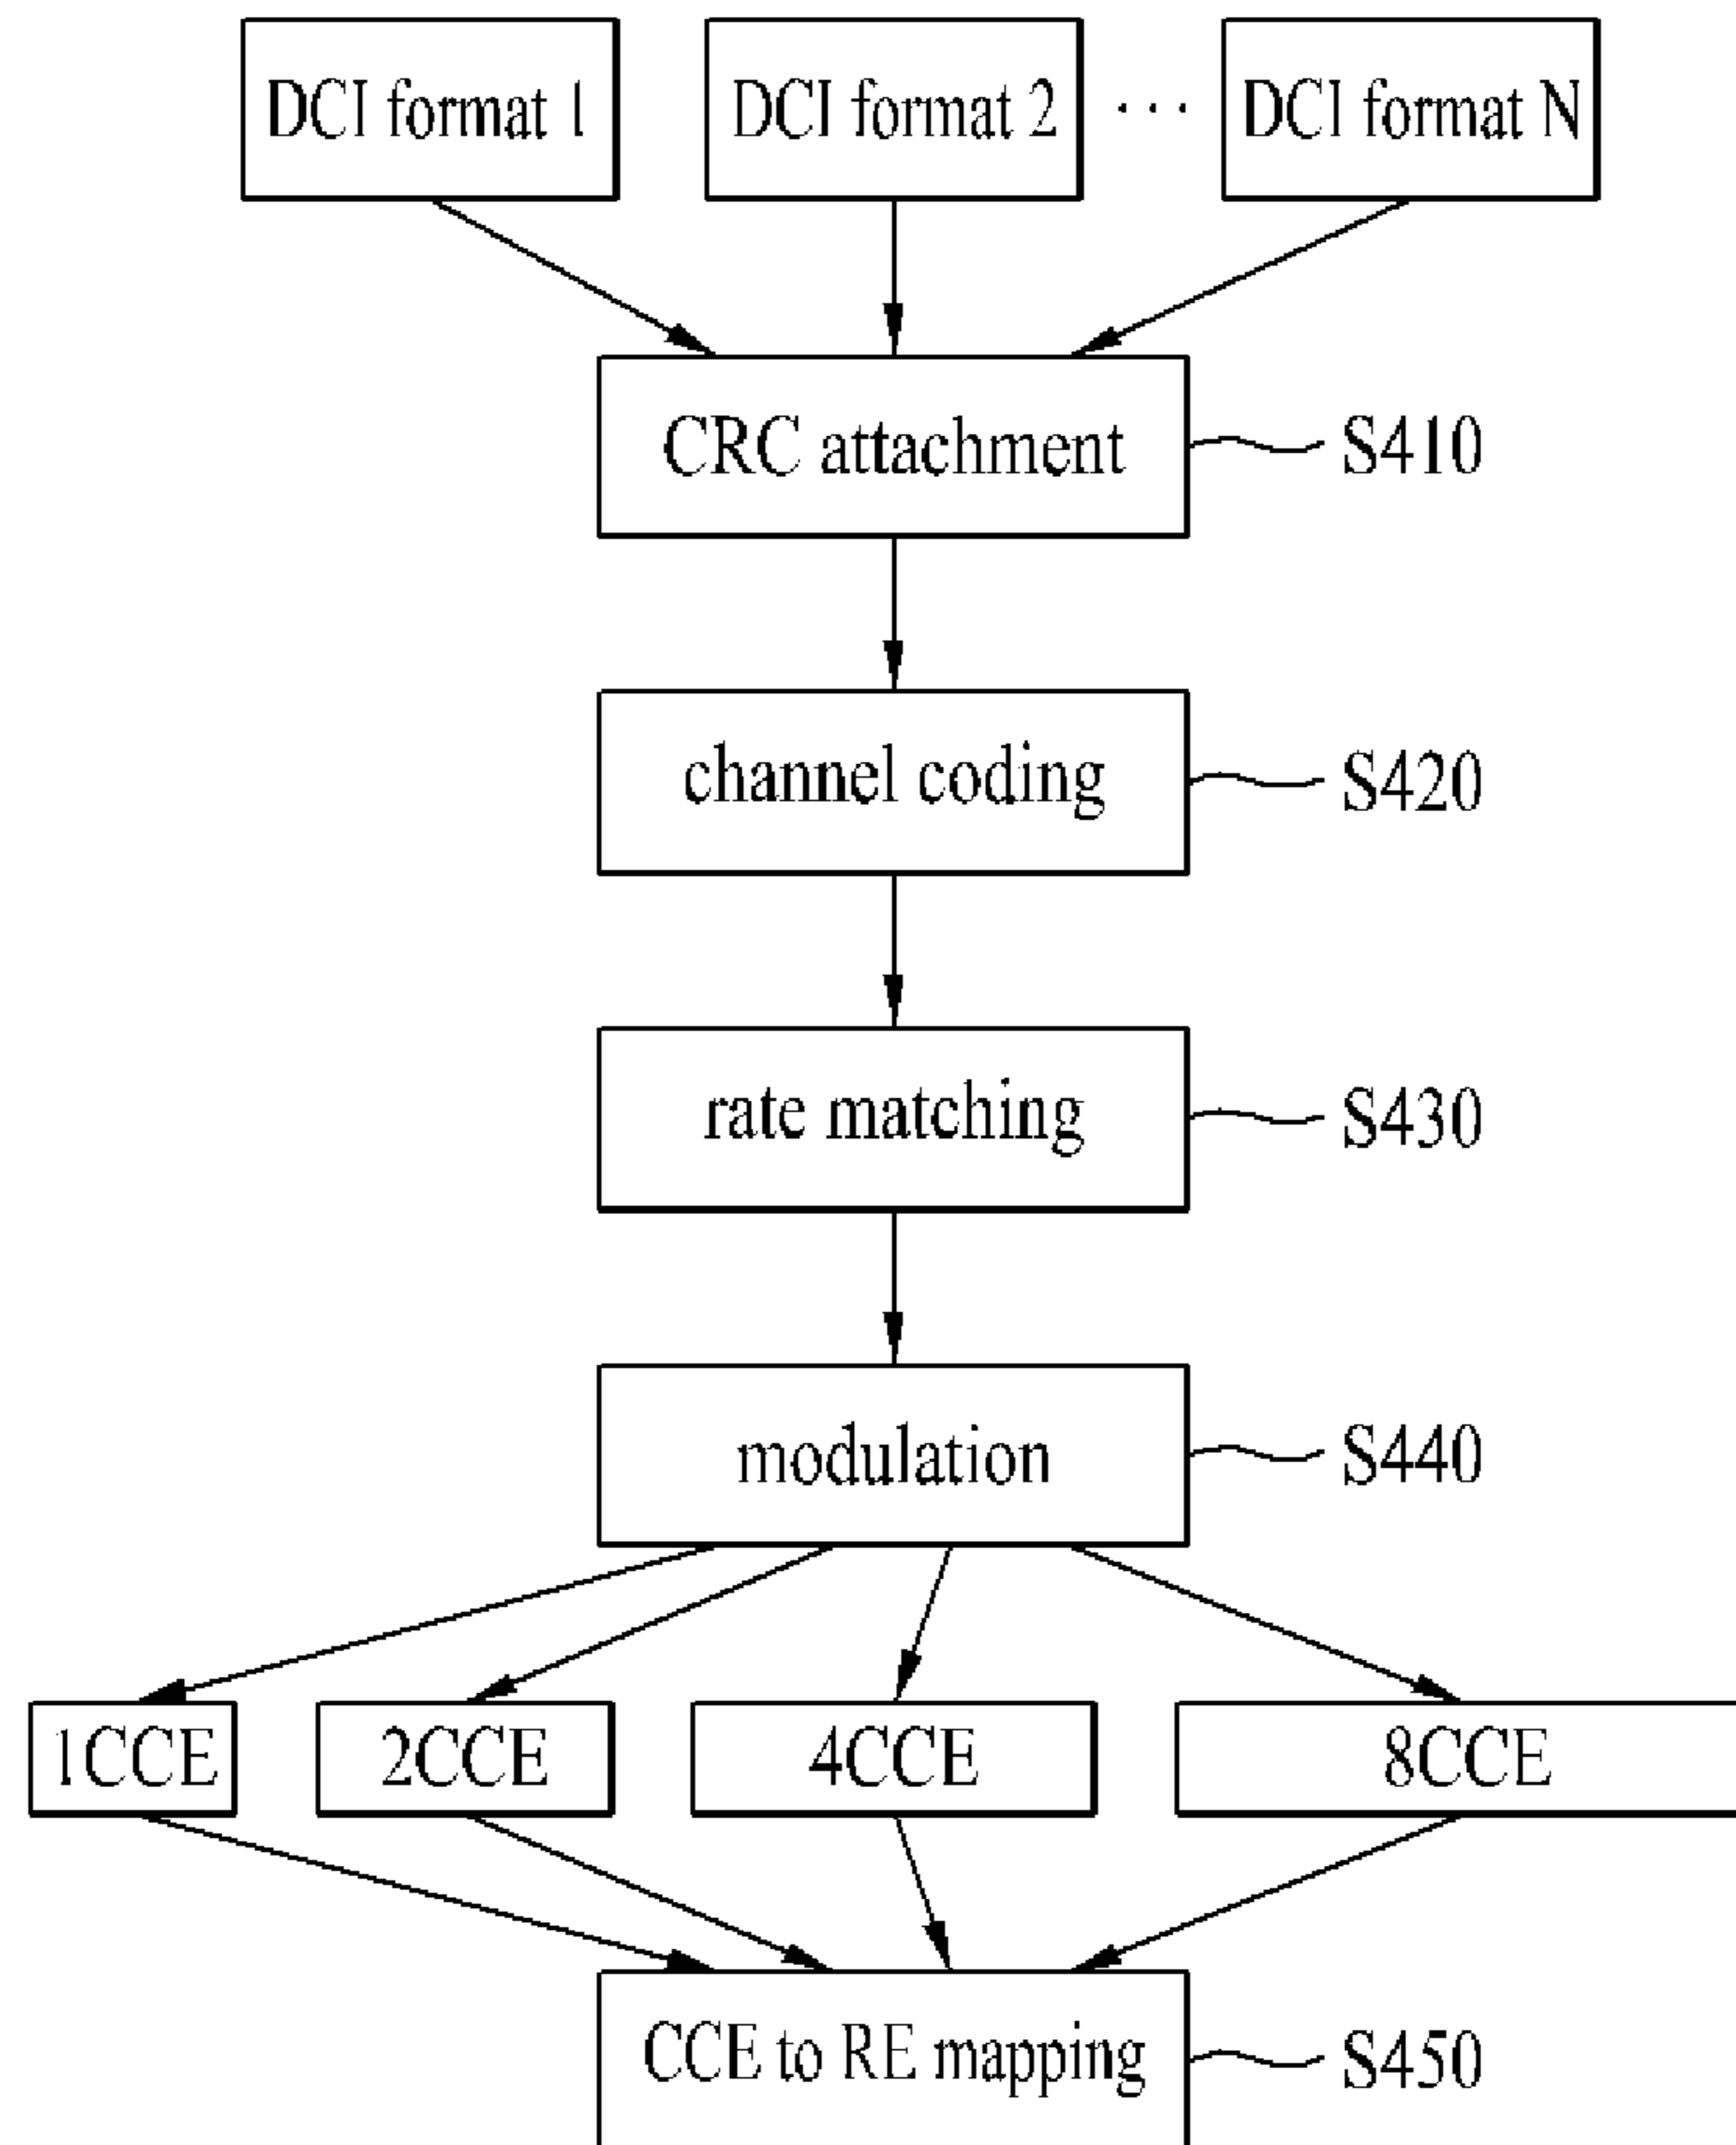 DCI format 1
DCI format 2
...
DCI format N
CRC attachment
S410
channel coding
S420
rate matching
S430
modulation
S440
1CCE
2CCE
4CCE
8CCE
CCE to RE mapping
S450